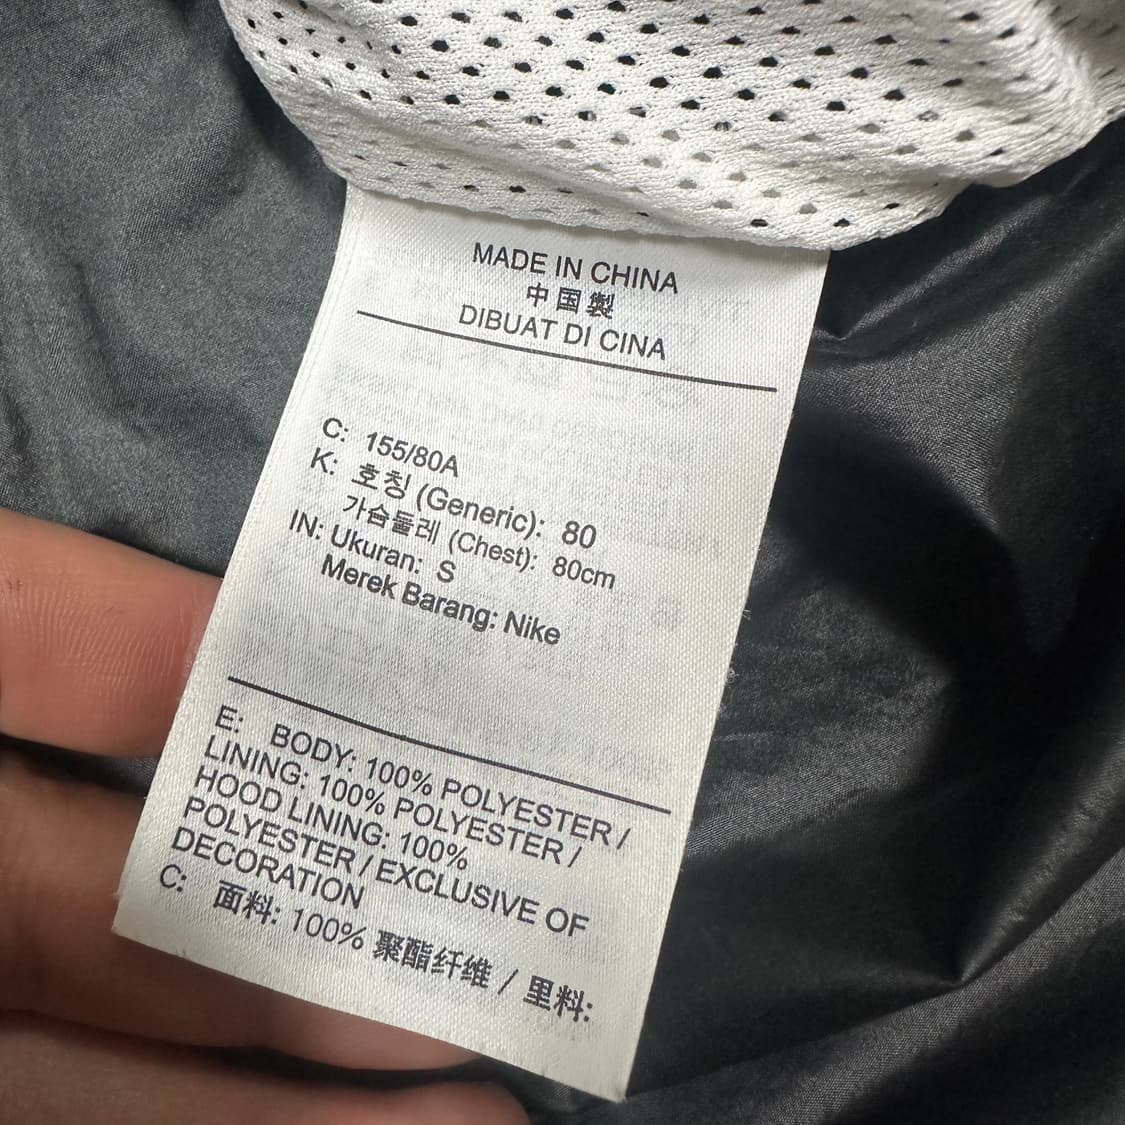 MADE IN CHINA
中国製
DIBUAT DI CINA
C: 155/80A
K: 호칭 (Generic): 80
가슴둘레 (Chest): 80cm
IN: Ukuran: S
Merek Barang: Nike
E: BODY: 100% POLYESTER /
LINING: 100% POLYESTER /
HOOD LINING: 100%
POLYESTER / EXCLUSIVE OF
DECORATION
C: 面料: 100% 聚酯纤维 / 里料: